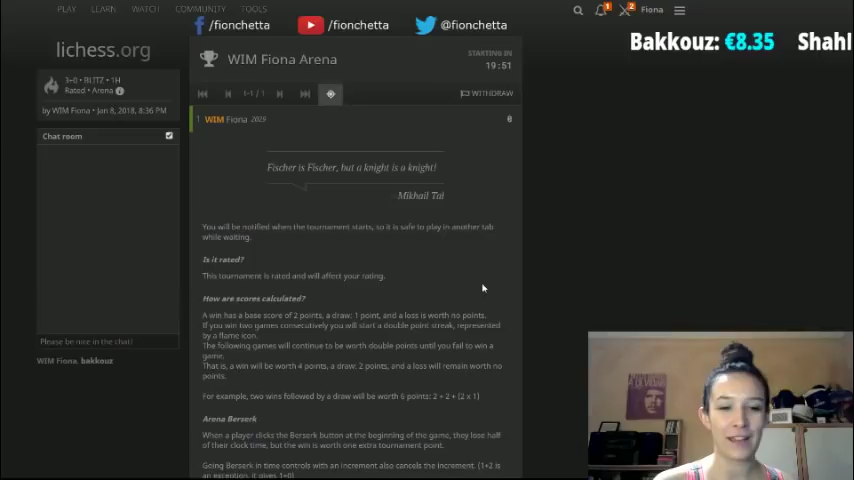 PLAY LEARN WATCH COMMUNITY TOOLS
1 2 Fiona
/fionchetta /fionchetta @fionchetta
Bakkouz: €8.35 Shahl
lichess.org
WIM Fiona Arena
STARTING IN
19:51
3+0 • BLITZ • 1H
Rated • Arena
by WIM Fiona • Jan 8, 2018, 8:36 PM
1-1 / 1
WITHDRAW
1 WIM Fiona 2029 0
Chat room
Fischer is Fischer, but a knight is a knight!
Mikhail Tal
You will be notified when the tournament starts, so it is safe to play in another tab
while waiting.
Is it rated?
This tournament is rated and will affect your rating.
How are scores calculated?
A win has a base score of 2 points, a draw: 1 point, and a loss is worth no points.
If you win two games consecutively you will start a double point streak, represented
by a flame icon.
The following games will continue to be worth double points until you fail to win a
game.
That is, a win will be worth 4 points, a draw: 2 points, and a loss will remain worth no
points.
For example, two wins followed by a draw will be worth 6 points: 2 + 2 + (2 x 1)
Arena Berserk
When a player clicks the Berserk button at the beginning of the game, they lose half
of their clock time, but the win is worth one extra tournament point.
Going Berserk in time controls with an increment also cancels the increment. (1+2 is
an exception, it gives 1+0)
Please be nice in the chat!
WIM Fiona, bakkouz